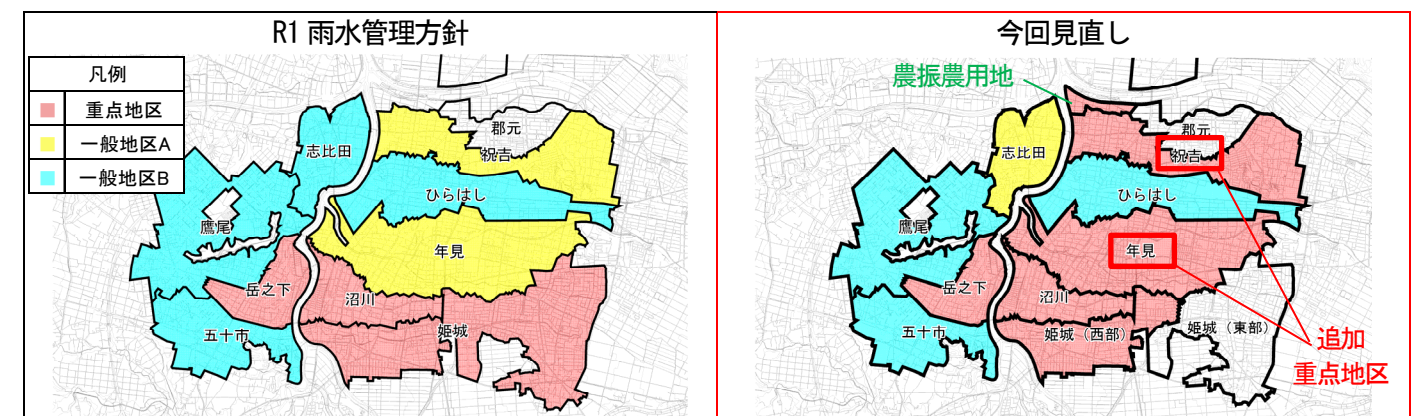 R1 雨水管理方針
凡例
重点地区
一般地区A
一般地区B
志比田
郡元
祝吉
ひらはし
鷹尾
年見
岳之下
沼川
五十市
姫城
今回見直し
農振農用地
郡元
志比田
祝吉
ひらはし
鷹尾
年見
岳之下
沼川
五十市
姫城（西部）
姫城（東部）
追加
重点地区